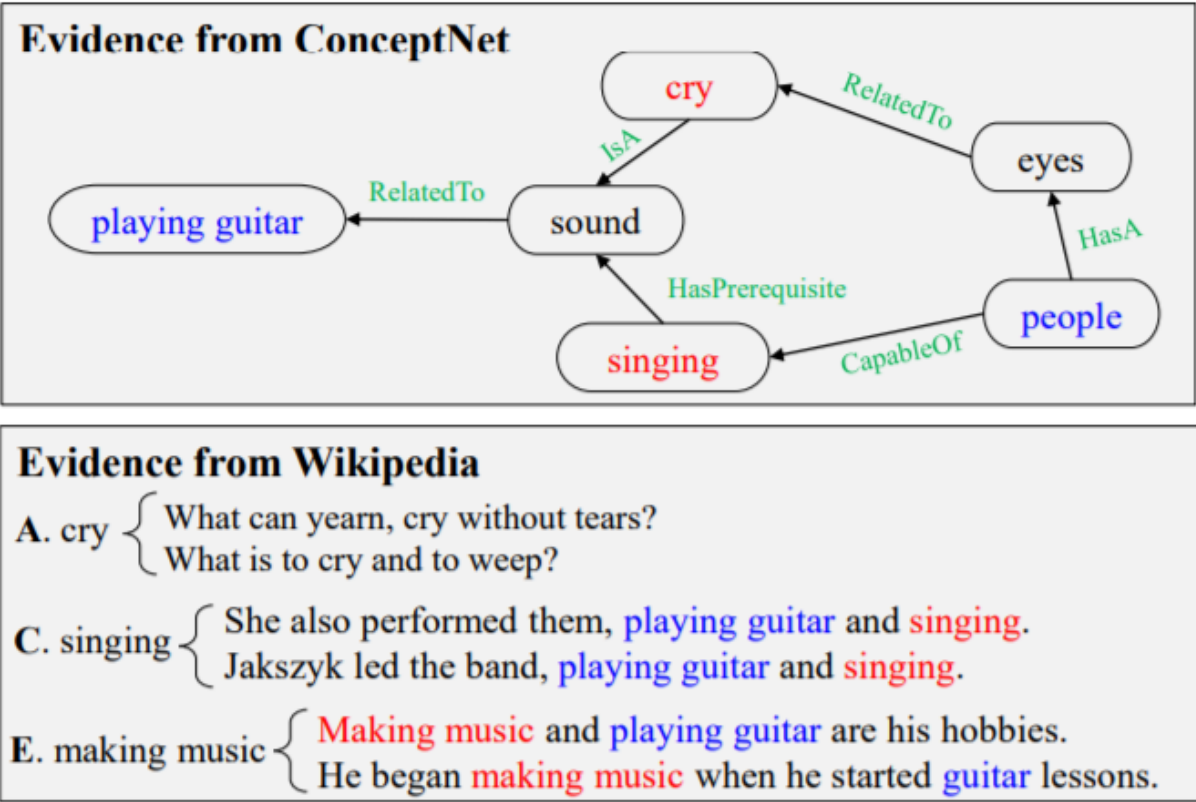 Evidence from ConceptNet
cry
RelatedTo
IsA
eyes
RelatedTo
playing guitar
sound
HasA
HasPrerequisite
people
singing
CapableOf
Evidence from Wikipedia
A. cry
What can yearn, cry without tears?
What is to cry and to weep?
C. singing
She also performed them, playing guitar and singing.
Jakszyk led the band, playing guitar and singing.
E. making music
Making music and playing guitar are his hobbies.
He began making music when he started guitar lessons.